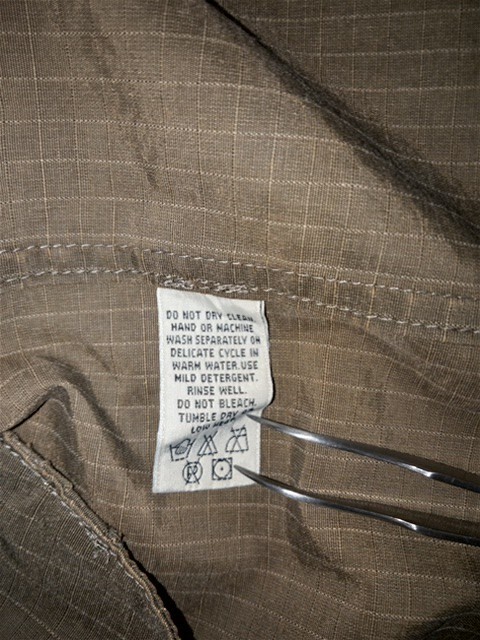 DO NOT DRY CLEAN.
HAND OR MACHINE
WASH SEPARATELY ON
DELICATE CYCLE IN
WARM WATER. USE
MILD DETERGENT.
RINSE WELL.
DO NOT BLEACH.
TUMBLE DRY
LOW